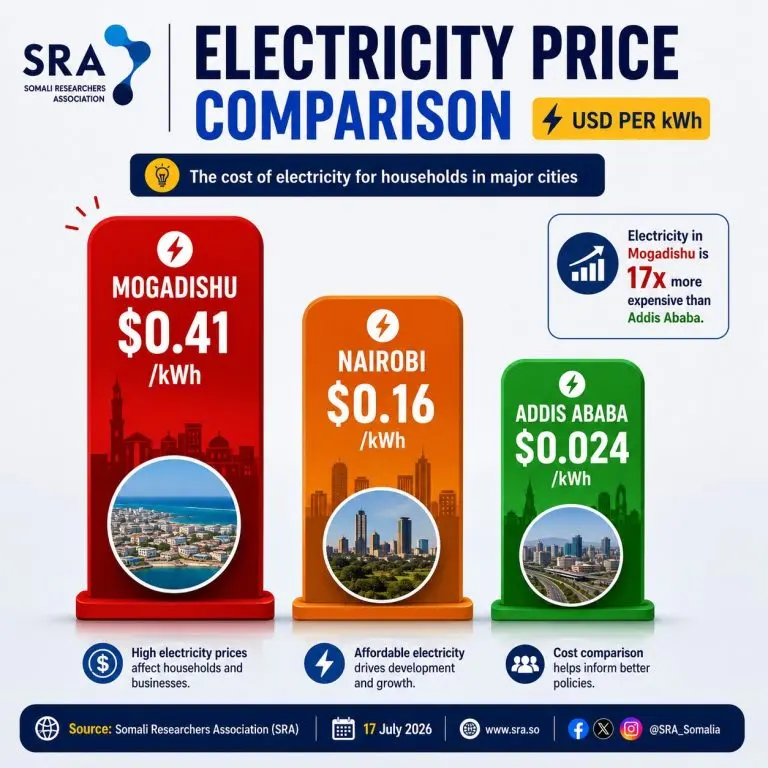 SRA
SOMALI RESEARCHERS
ASSOCIATION
ELECTRICITY PRICE
COMPARISON
USD PER kWh
The cost of electricity for households in major cities
MOGADISHU
$0.41
/kWh
NAIROBI
$0.16
/kWh
ADDIS ABABA
$0.024
/kWh
Electricity in
Mogadishu is
17x more
expensive than
Addis Ababa.
High electricity prices
affect households and
businesses.
Affordable electricity
drives development
and growth.
Cost comparison
helps inform better
policies.
Source: Somali Researchers Association (SRA)
17 July 2026
www.sra.so
@SRA_Somalia